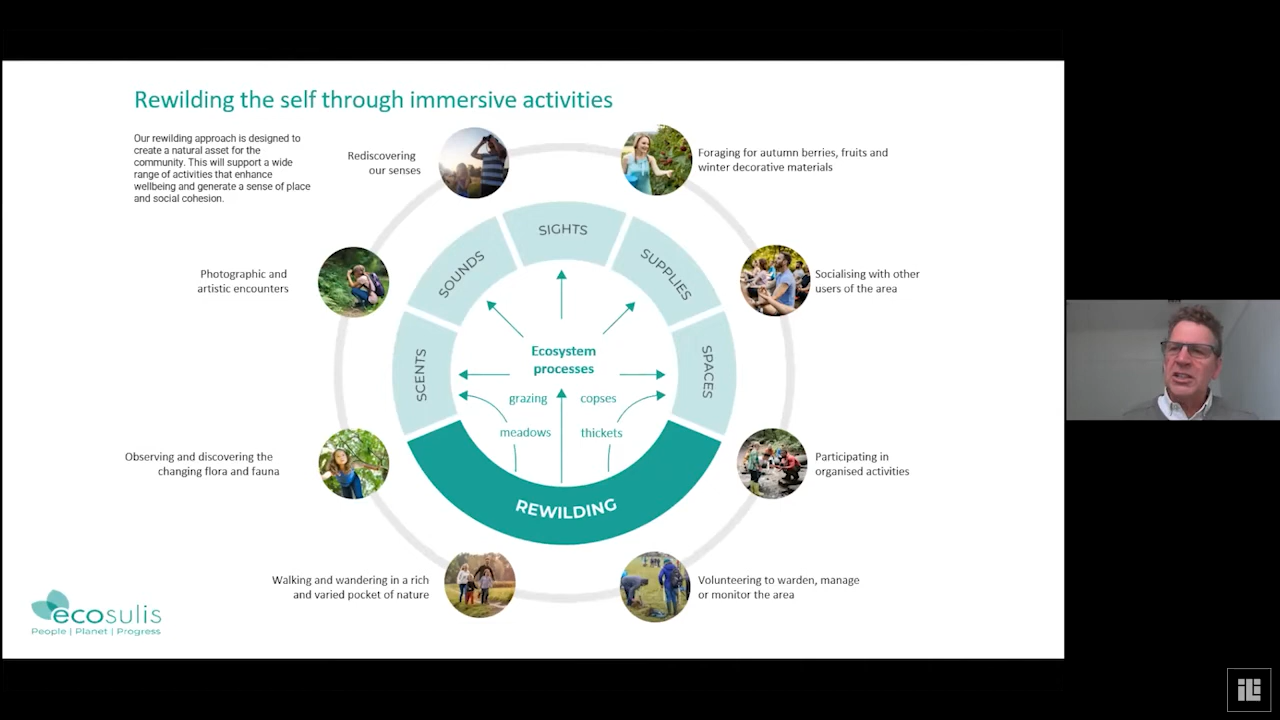 Rewilding the self through immersive activities
Our rewilding approach is designed to
create a natural asset for the
community. This will support a wide
range of activities that enhance
wellbeing and generate a sense of place
and social cohesion.
Rediscovering
our senses
Foraging for autumn berries, fruits and
winter decorative materials
Photographic and
artistic encounters
Socialising with other
users of the area
SCENTS
SOUNDS
SIGHTS
SUPPLIES
SPACES
Ecosystem
processes
grazing
copses
meadows
thickets
REWILDING
Observing and discovering the
changing flora and fauna
Participating in
organised activities
Walking and wandering in a rich
and varied pocket of nature
Volunteering to warden, manage
or monitor the area
ecosulis
People | Planet | Progress